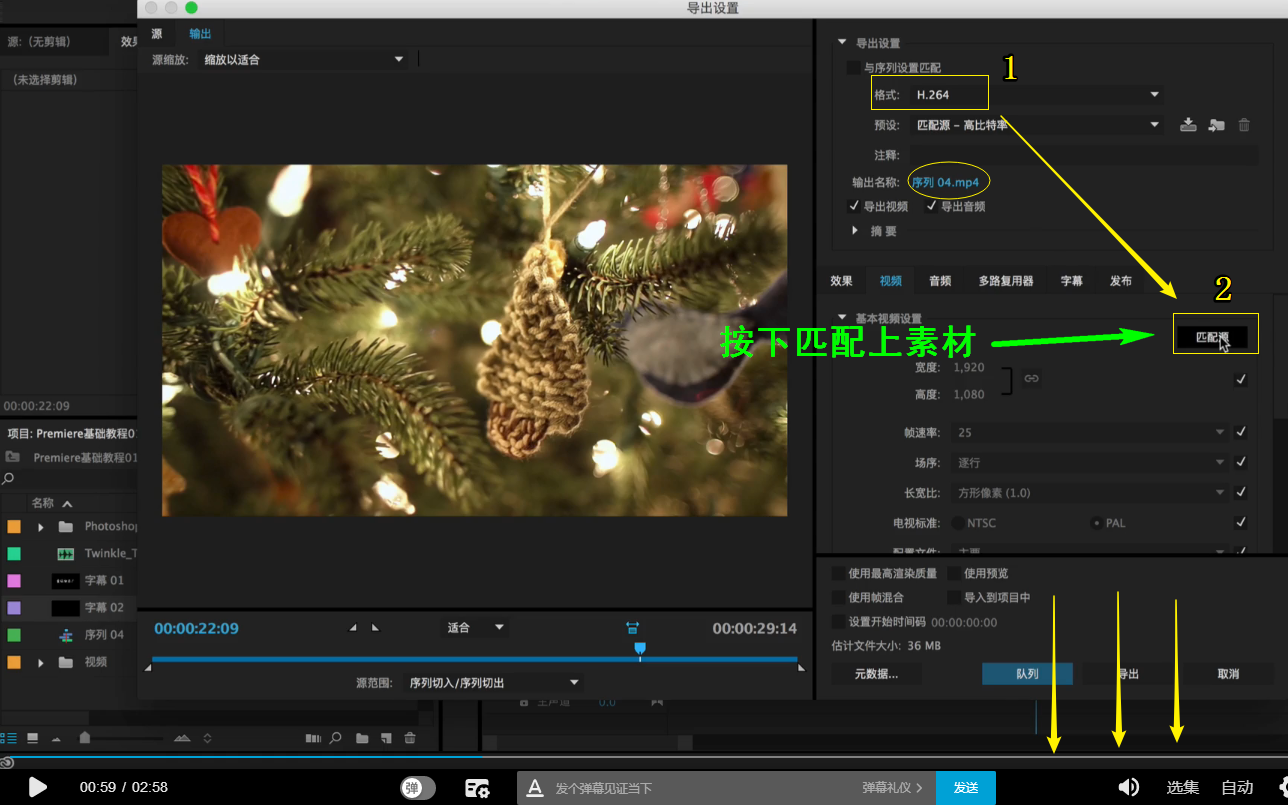 导出设置
源:（无剪辑）
效果
（未选择剪辑）
源
输出
源缩放:
缩放以适合
导出设置
与序列设置匹配
1
格式:
H.264
预设:
匹配源 – 高比特率
注释:
输出名称:
序列 04.mp4
导出视频
导出音频
摘要
效果
视频
音频
多路复用器
字幕
发布
2
基本视频设置
匹配源
按下匹配上素材
宽度:
1,920
高度:
1,080
帧速率:
25
场序:
逐行
长宽比:
方形像素 (1.0)
电视标准:
NTSC
PAL
配置文件:
主要
使用最高渲染质量
使用预览
使用帧混合
导入到项目中
设置开始时间码
00:00:00:00
估计文件大小:
36 MB
元数据...
队列
导出
取消
00:00:22:09
项目: Premiere基础教程01
Premiere基础教程01
名称
Photoshop
Twinkle_T
字幕 01
字幕 02
序列 04
视频
00:00:22:09
适合
00:00:29:14
源范围:
序列切入/序列切出
主声道
0.0
00:59 / 02:58
弹
A
发个弹幕见证当下
弹幕礼仪 >
发送
选集
自动